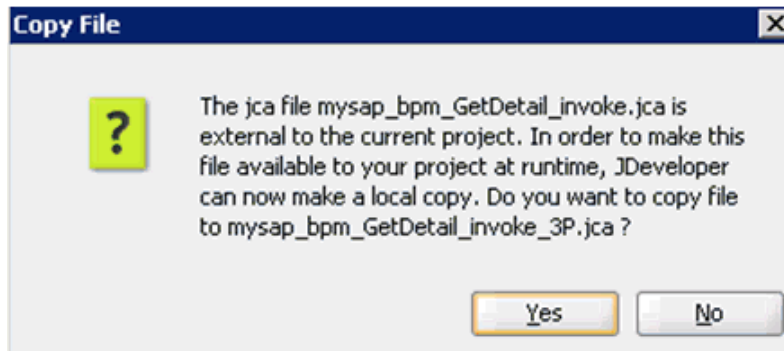 Copy File
The jca file mysap_bpm_GetDetail_invoke.jca is
external to the current project. In order to make this
file available to your project at runtime, JDeveloper
can now make a local copy. Do you want to copy file
to mysap_bpm_GetDetail_invoke_3P.jca ?
Yes No